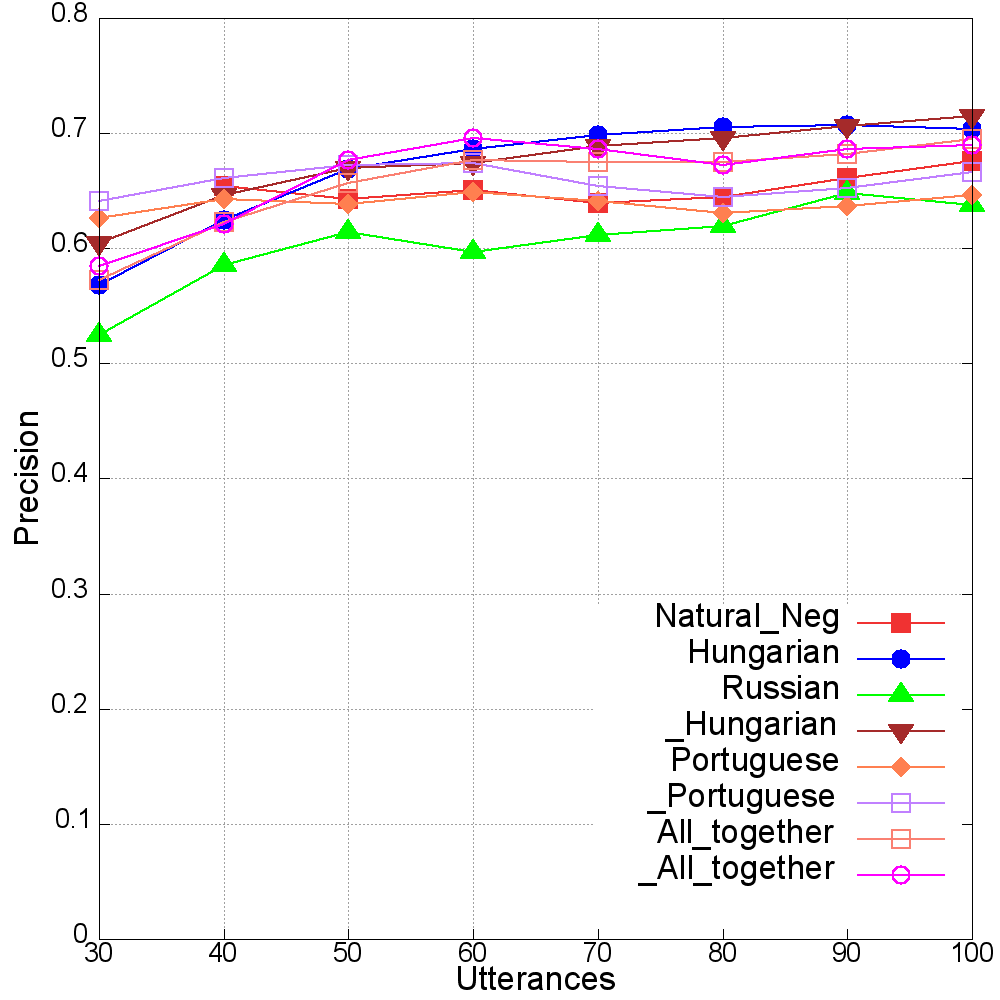 0.8
0.7
0.6
0.5
0.4
0.3
0.2
0.1
0
Precision
Natural_Neg
Hungarian
Russian
_Hungarian
Portuguese
_Portuguese
All_together
_All_together
30 40 50 60 70 80 90 100
Utterances